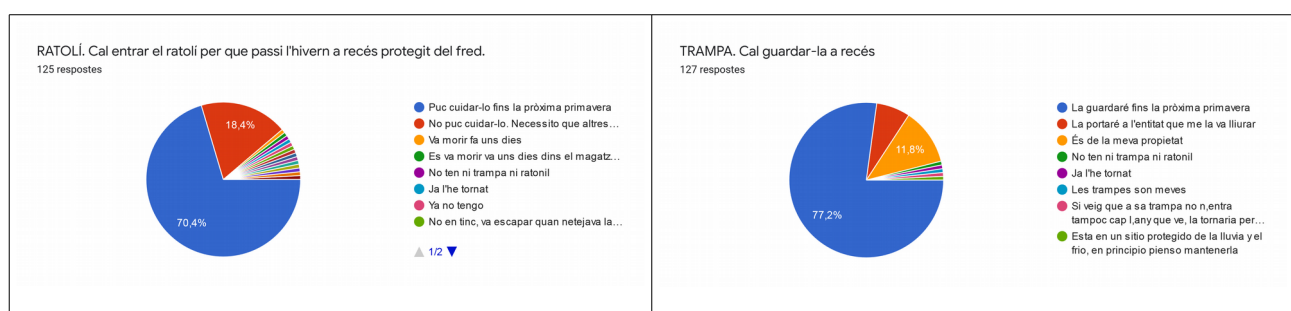 RATOLÍ. Cal entrar el ratolí per que passi l'hivern a recés protegit del fred.
125 respostes
18,4%
70,4%
Puc cuidar-lo fins la pròxima primavera
No puc cuidar-lo. Necessito que altres…
Va morir fa uns dies
Es va morir va uns dies dins el magatz…
No ten ni trampa ni ratonil
Ja l'he tornat
Ya no tengo
No en tinc, va escapar quan netejava la…
1/2
TRAMPA. Cal guardar-la a recés
127 respostes
11,8%
77,2%
La guardaré fins la pròxima primavera
La portaré a l'entitat que me la va lliurar
És de la meva propietat
No ten ni trampa ni ratonil
Ja l'he tornat
Les trampes son meves
Si veig que a sa trampa no n,entra
tampoc cap l,any que ve, la tornaria per…
Esta en un sitio protegido de la lluvia y el
frio, en principio pienso mantenerla